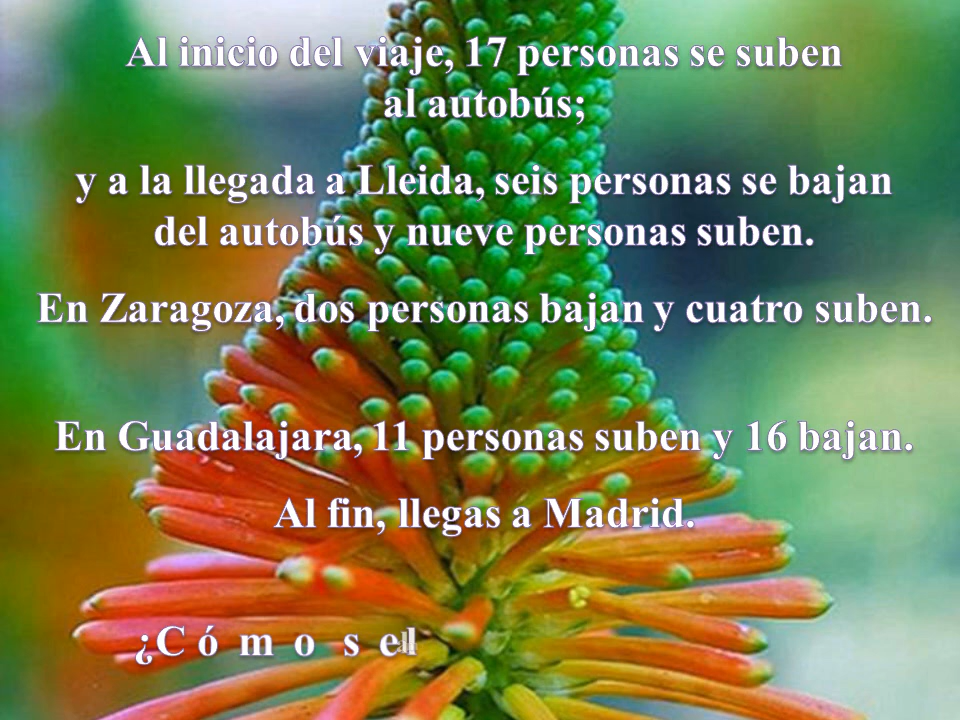 Al inicio del viaje, 17 personas se suben
al autobús;
y a la llegada a Lleida, seis personas se bajan
del autobús y nueve personas suben.
En Zaragoza, dos personas bajan y cuatro suben.
En Guadalajara, 11 personas suben y 16 bajan.
Al fin, llegas a Madrid.
¿C ó m o s e